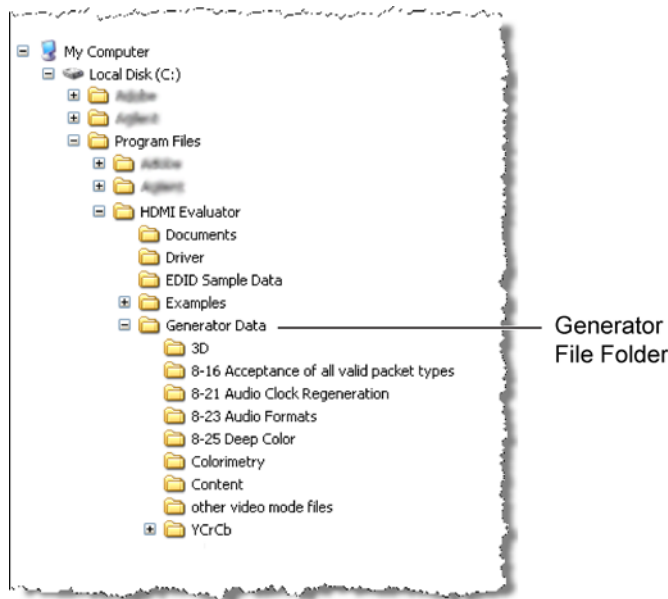 My Computer
Local Disk (C:)
Program Files
HDMI Evaluator
Documents
Driver
EDID Sample Data
Examples
Generator Data
Generator
File Folder
3D
8-16 Acceptance of all valid packet types
8-21 Audio Clock Regeneration
8-23 Audio Formats
8-25 Deep Color
Colorimetry
Content
other video mode files
YCrCb